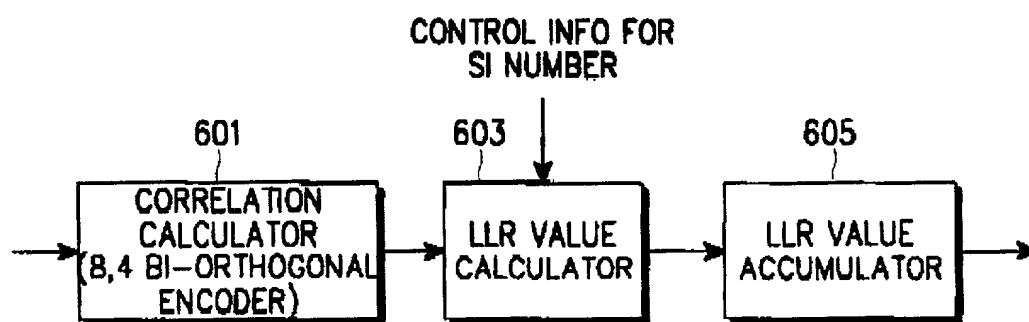 CONTROL INFO FOR
SI NUMBER
601
603
605
CORRELATION
CALCULATOR
(8,4 BI-ORTHOGONAL
ENCODER)
LLR VALUE
CALCULATOR
LLR VALUE
ACCUMULATOR